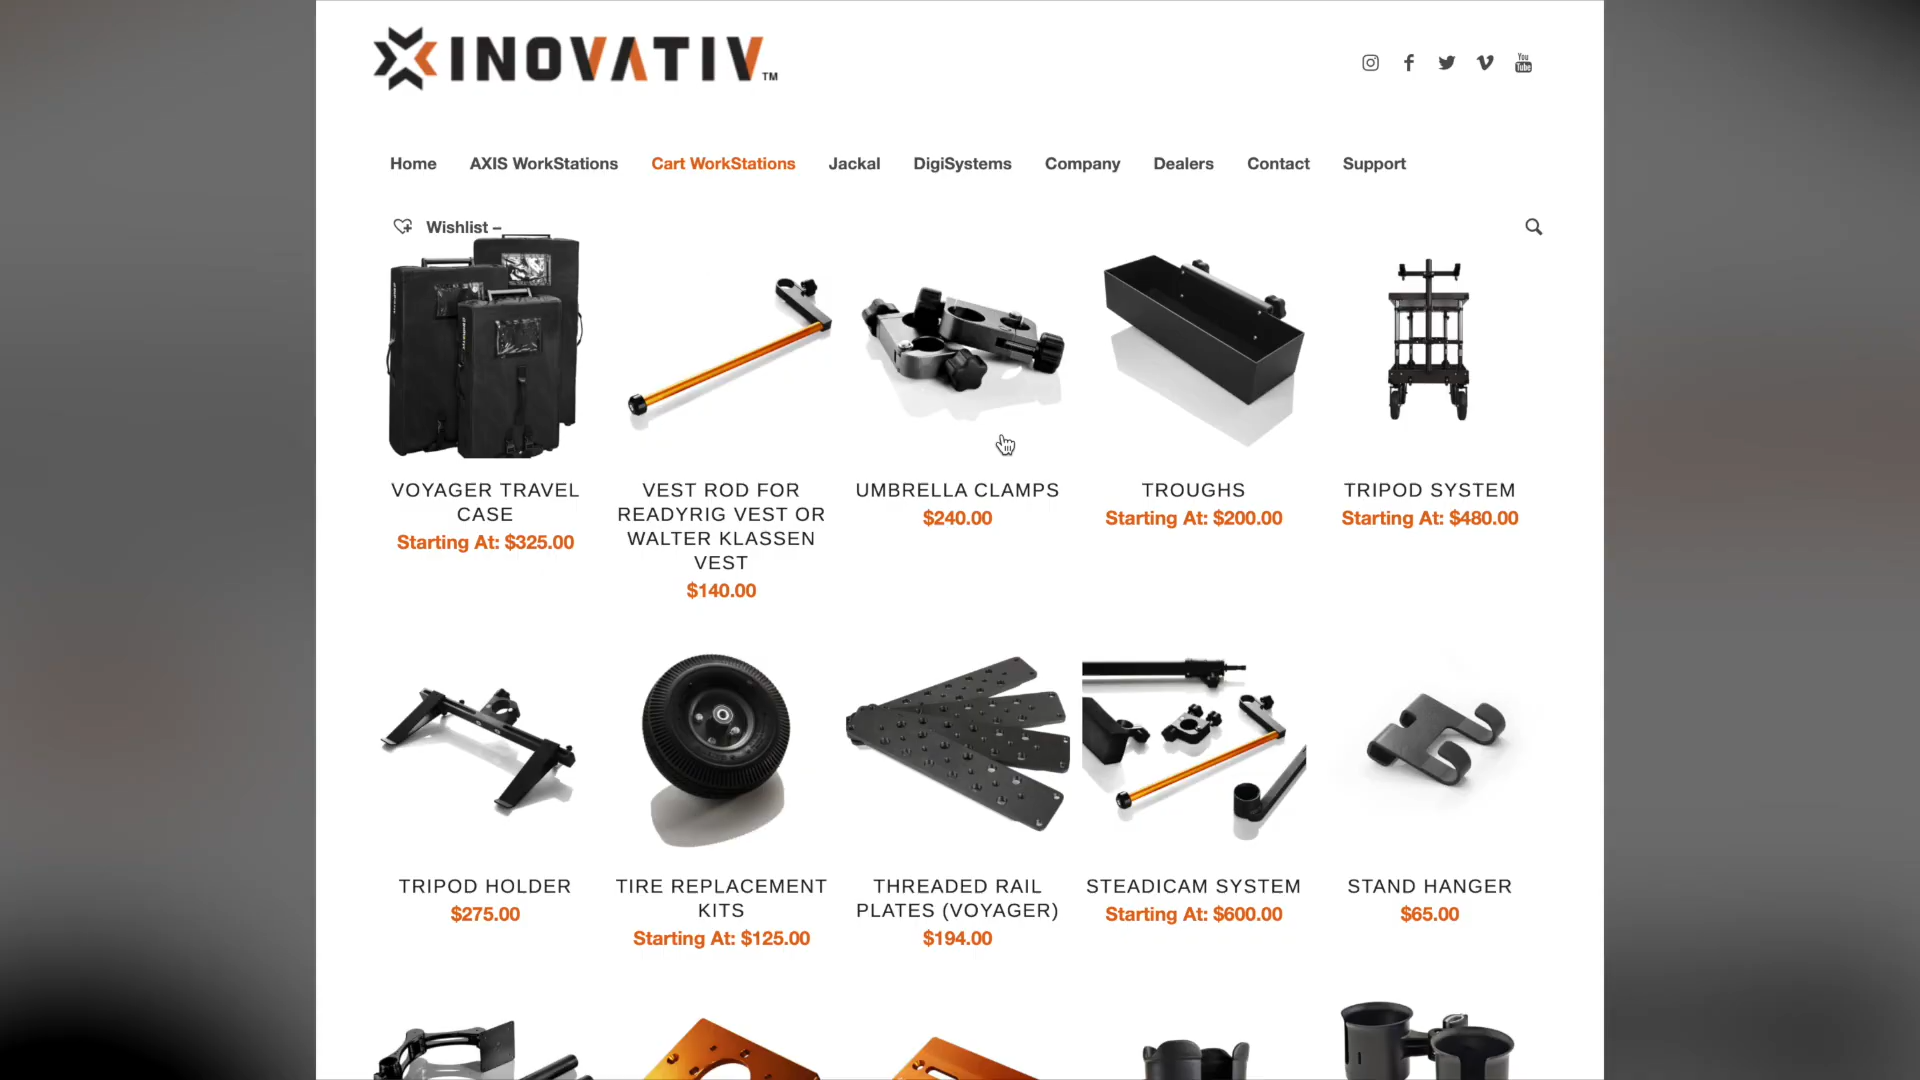 INOVATIV™
You Tube
Home AXIS WorkStations Cart WorkStations Jackal DigiSystems Company Dealers Contact Support
Wishlist –
VOYAGER TRAVEL
CASE
Starting At: $325.00
VEST ROD FOR
READYRIG VEST OR
WALTER KLASSEN
VEST
$140.00
UMBRELLA CLAMPS
$240.00
TROUGHS
Starting At: $200.00
TRIPOD SYSTEM
Starting At: $480.00
TRIPOD HOLDER
$275.00
TIRE REPLACEMENT
KITS
Starting At: $125.00
THREADED RAIL
PLATES (VOYAGER)
$194.00
STEADICAM SYSTEM
Starting At: $600.00
STAND HANGER
$65.00